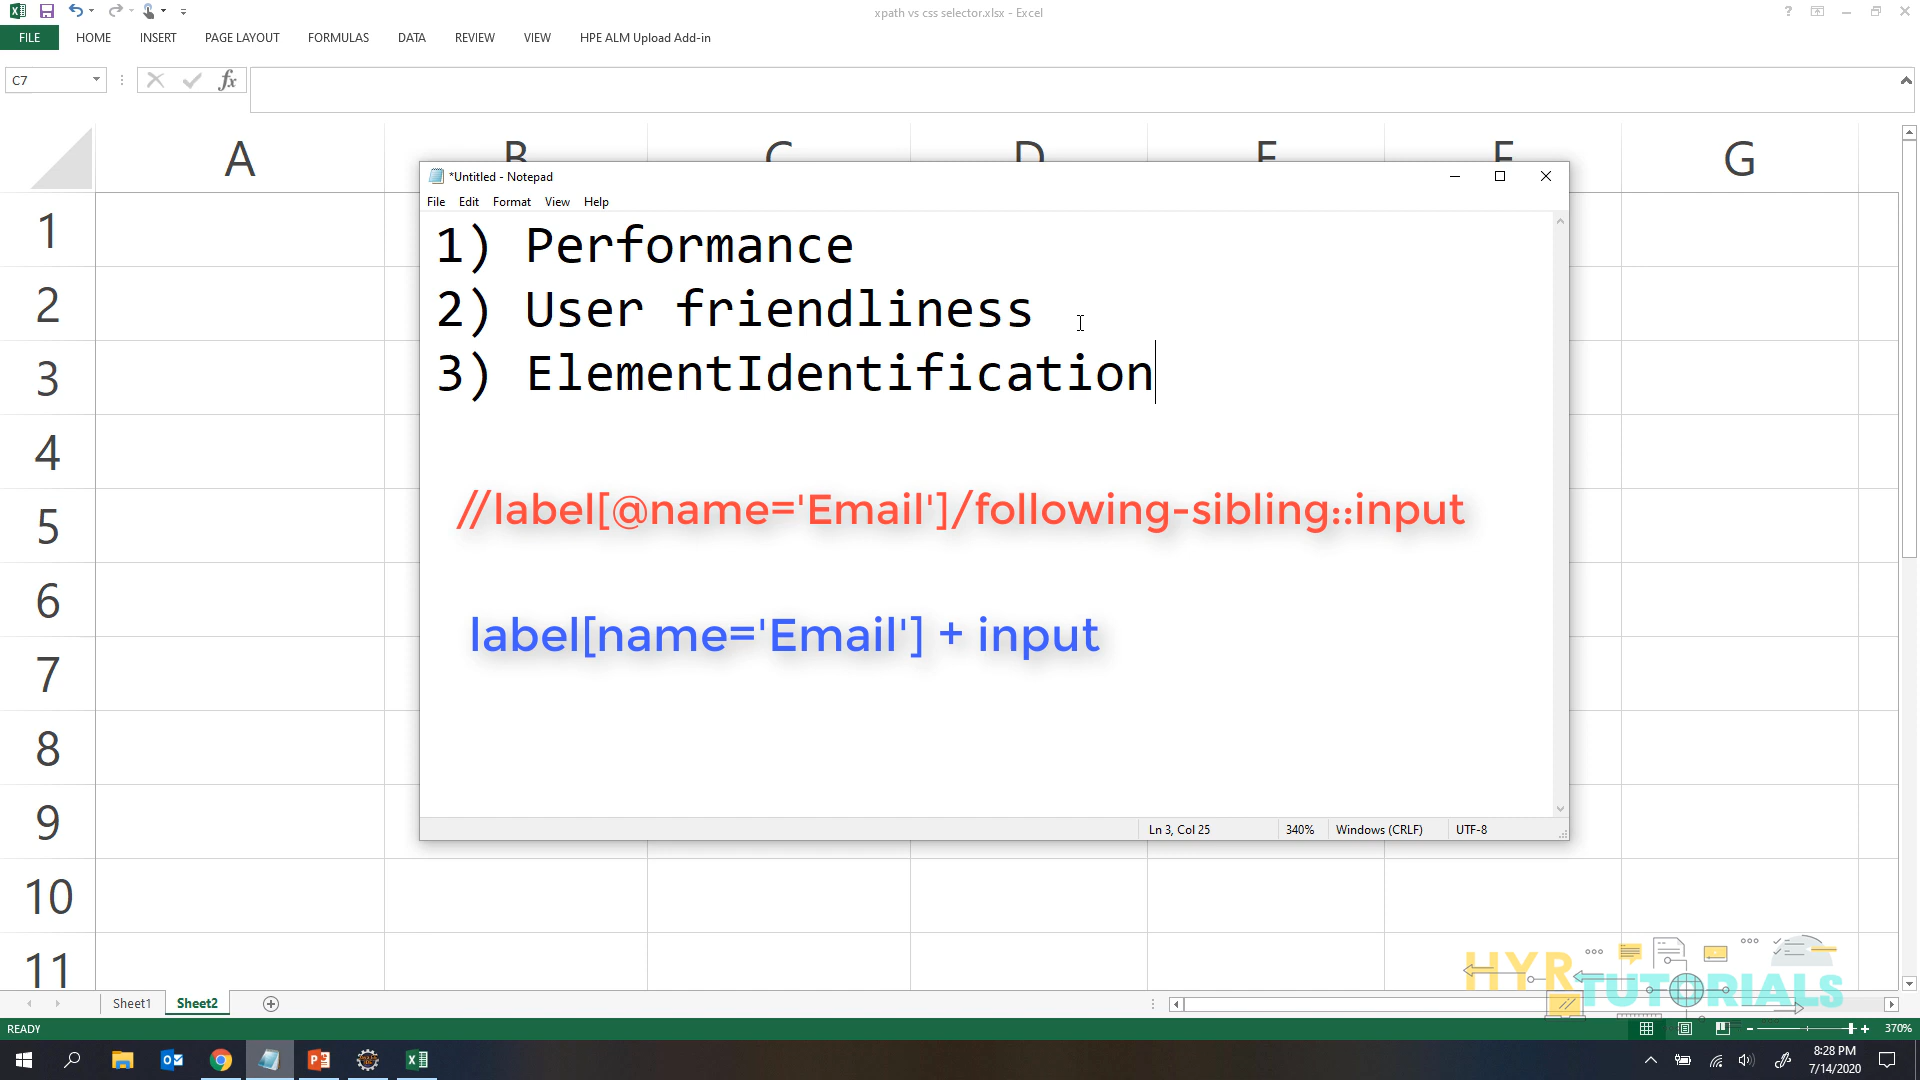 xpath vs css selector.xlsx - Excel
FILE HOME INSERT PAGE LAYOUT FORMULAS DATA REVIEW VIEW HPE ALM Upload Add-in
C7 fx
A B C D E F G
*Untitled - Notepad
File Edit Format View Help
1) Performance
2) User friendliness
3) ElementIdentification
//label[@name='Email']/following-sibling::input
label[name='Email'] + input
Ln 3, Col 25 340% Windows (CRLF) UTF-8
1
2
3
4
5
6
7
8
9
10
11
HYR TUTORIALS
Sheet1 Sheet2
READY 370%
8:28 PM
7/14/2020